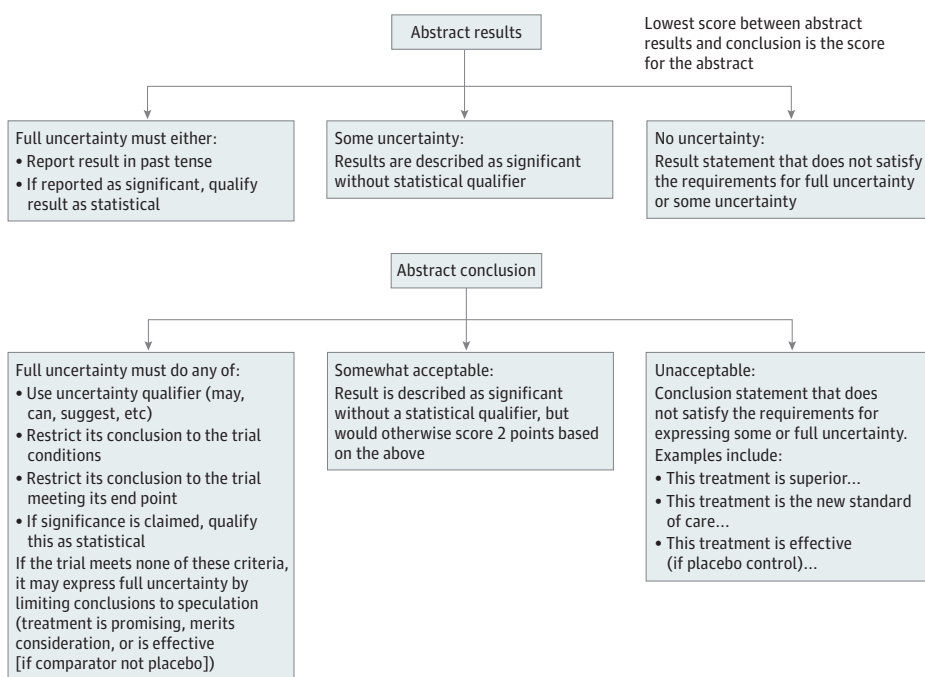 Abstract results
Lowest score between abstract
results and conclusion is the score
for the abstract
Full uncertainty must either:
• Report result in past tense
• If reported as significant, qualify
result as statistical
Some uncertainty:
Results are described as significant
without statistical qualifier
No uncertainty:
Result statement that does not satisfy
the requirements for full uncertainty
or some uncertainty
Abstract conclusion
Full uncertainty must do any of:
• Use uncertainty qualifier (may,
can, suggest, etc)
• Restrict its conclusion to the trial
conditions
• Restrict its conclusion to the trial
meeting its end point
• If significance is claimed, qualify
this as statistical
If the trial meets none of these criteria,
it may express full uncertainty by
limiting conclusions to speculation
(treatment is promising, merits
consideration, or is effective
[if comparator not placebo])
Somewhat acceptable:
Result is described as significant
without a statistical qualifier, but
would otherwise score 2 points based
on the above
Unacceptable:
Conclusion statement that does
not satisfy the requirements for
expressing some or full uncertainty.
Examples include:
• This treatment is superior...
• This treatment is the new standard
of care...
• This treatment is effective
(if placebo control)...